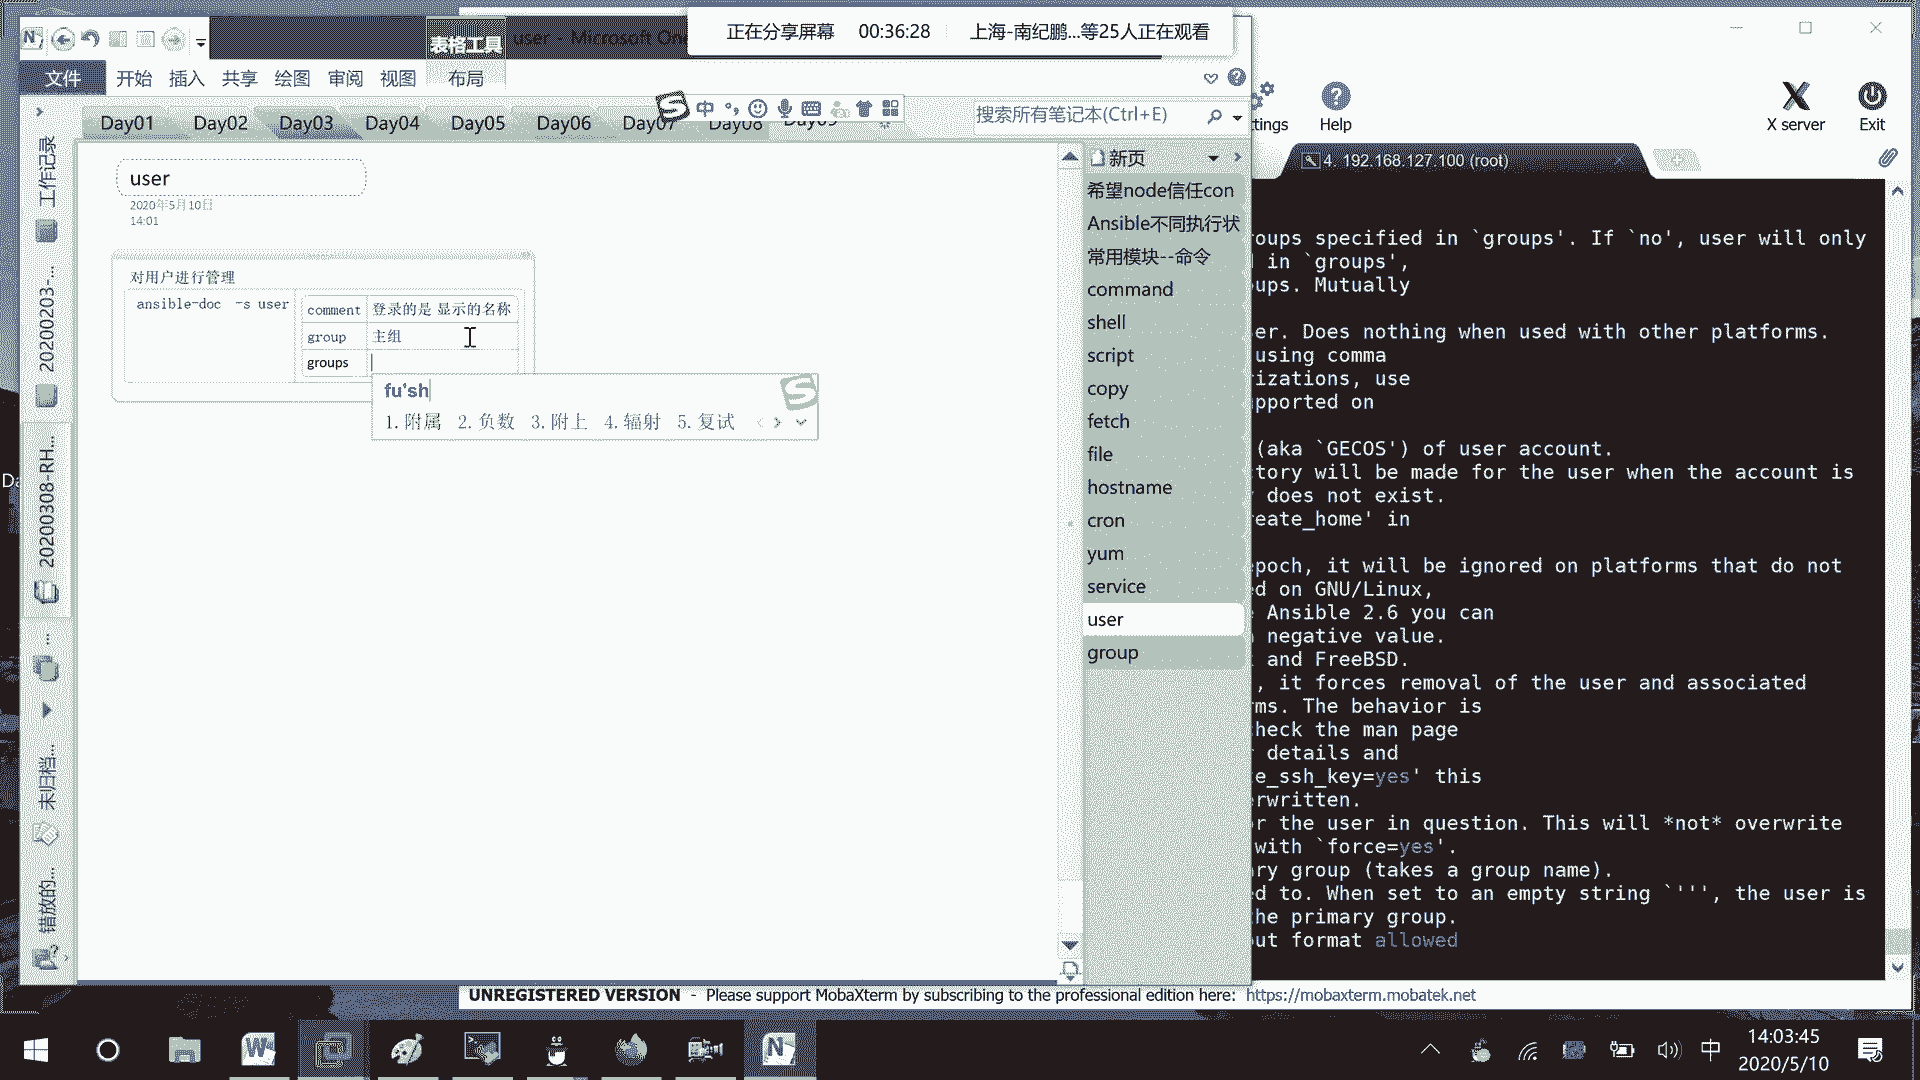 表格工具
user - Microsoft On
正在分享屏幕 00:36:28 上海-南纪鹏...等25人正在观看
文件 开始 插入 共享 绘图 审阅 视图 布局
中
Day01 Day02 Day03 Day04 Day05 Day06 Day07 Day08
搜索所有笔记本(Ctrl+E)
tings Help X server Exit
4. 192.168.127.100 (root)
工作记录
20200203-...
20200308-RH...
...
未归档...
错放的...
user
2020年5月10日
14:01
对用户进行管理
ansible-doc -s user
comment 登录的是 显示的名称
group 主组
groups
fu'sh
1.附属 2.负数 3.附上 4.辐射 5.复试
新页
希望node信任con
Ansible不同执行状
常用模块--命令
command
shell
script
copy
fetch
file
hostname
cron
yum
service
user
group
oups specified in `groups'. If `no', user will only
in `groups',
ups. Mutually
er. Does nothing when used with other platforms.
using comma
izations, use
pported on
(aka `GECOS') of user account.
tory will be made for the user when the account is
does not exist.
eate_home' in
epoch, it will be ignored on platforms that do not
d on GNU/Linux,
Ansible 2.6 you can
negative value.
and FreeBSD.
, it forces removal of the user and associated
ms. The behavior is
heck the man page
details and
e_ssh_key=yes' this
rwritten.
r the user in question. This will *not* overwrite
with `force=yes'.
ry group (takes a group name).
ed to. When set to an empty string `''', the user is
he primary group.
ut format allowed
UNREGISTERED VERSION - Please support MobaXterm by subscribing to the professional edition here: https://mobaxterm.mobatek.net
中
14:03:45
2020/5/10